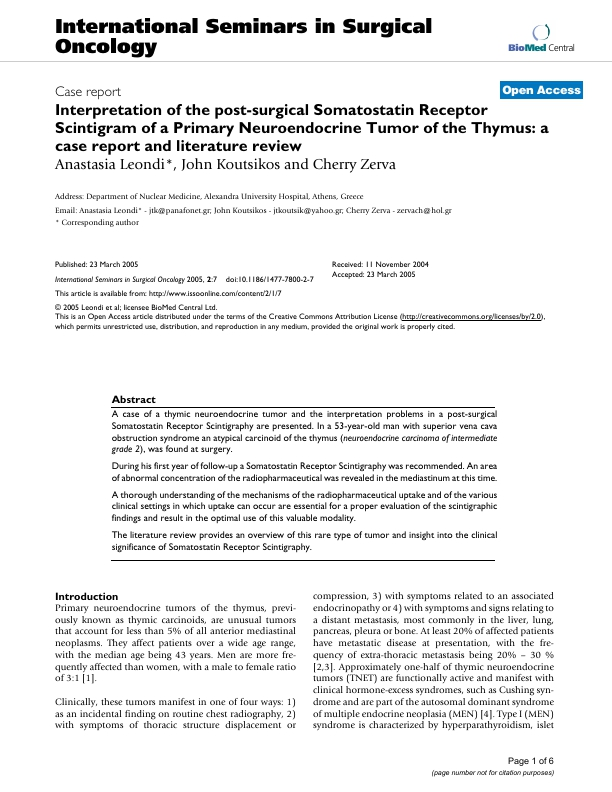 International Seminars in Surgical
Oncology
BioMed Central
Open Access
Case report
Interpretation of the post-surgical Somatostatin Receptor
Scintigram of a Primary Neuroendocrine Tumor of the Thymus: a
case report and literature review
Anastasia Leondi*, John Koutsikos and Cherry Zerva
Address: Department of Nuclear Medicine, Alexandra University Hospital, Athens, Greece
Email: Anastasia Leondi* - jtk@panafonet.gr; John Koutsikos - jtkoutsik@yahoo.gr; Cherry Zerva - zervach@hol.gr
* Corresponding author
Published: 23 March 2005
International Seminars in Surgical Oncology 2005, 2:7 doi:10.1186/1477-7800-2-7
Received: 11 November 2004
Accepted: 23 March 2005
This article is available from: http://www.issoonline.com/content/2/1/7
© 2005 Leondi et al; licensee BioMed Central Ltd.
This is an Open Access article distributed under the terms of the Creative Commons Attribution License (http://creativecommons.org/licenses/by/2.0),
which permits unrestricted use, distribution, and reproduction in any medium, provided the original work is properly cited.
Abstract
A case of a thymic neuroendocrine tumor and the interpretation problems in a post-surgical
Somatostatin Receptor Scintigraphy are presented. In a 53-year-old man with superior vena cava
obstruction syndrome an atypical carcinoid of the thymus (neuroendocrine carcinoma of intermediate
grade 2), was found at surgery.
During his first year of follow-up a Somatostatin Receptor Scintigraphy was recommended. An area
of abnormal concentration of the radiopharmaceutical was revealed in the mediastinum at this time.
A thorough understanding of the mechanisms of the radiopharmaceutical uptake and of the various
clinical settings in which uptake can occur are essential for a proper evaluation of the scintigraphic
findings and result in the optimal use of this valuable modality.
The literature review provides an overview of this rare type of tumor and insight into the clinical
significance of Somatostatin Receptor Scintigraphy.
Introduction
Primary neuroendocrine tumors of the thymus, previ-
ously known as thymic carcinoids, are unusual tumors
that account for less than 5% of all anterior mediastinal
neoplasms. They affect patients over a wide age range,
with the median age being 43 years. Men are more fre-
quently affected than women, with a male to female ratio
of 3:1 [1].
Clinically, these tumors manifest in one of four ways: 1)
as an incidental finding on routine chest radiography, 2)
with symptoms of thoracic structure displacement or
compression, 3) with symptoms related to an associated
endocrinopathy or 4) with symptoms and signs relating to
a distant metastasis, most commonly in the liver, lung,
pancreas, pleura or bone. At least 20% of affected patients
have metastatic disease at presentation, with the fre-
quency of extra-thoracic metastasis being 20% – 30 %
[2,3]. Approximately one-half of thymic neuroendocrine
tumors (TNET) are functionally active and manifest with
clinical hormone-excess syndromes, such as Cushing syn-
drome and are part of the autosomal dominant syndrome
of multiple endocrine neoplasia (MEN) [4]. Type I (MEN)
syndrome is characterized by hyperparathyroidism, islet
Page 1 of 6
(page number not for citation purposes)